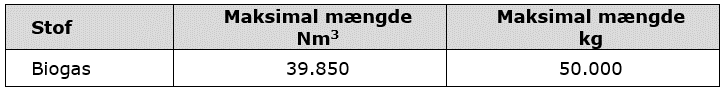 Stof Maksimal mængde Nm³ Maksimal mængde kg
Biogas 39.850 50.000